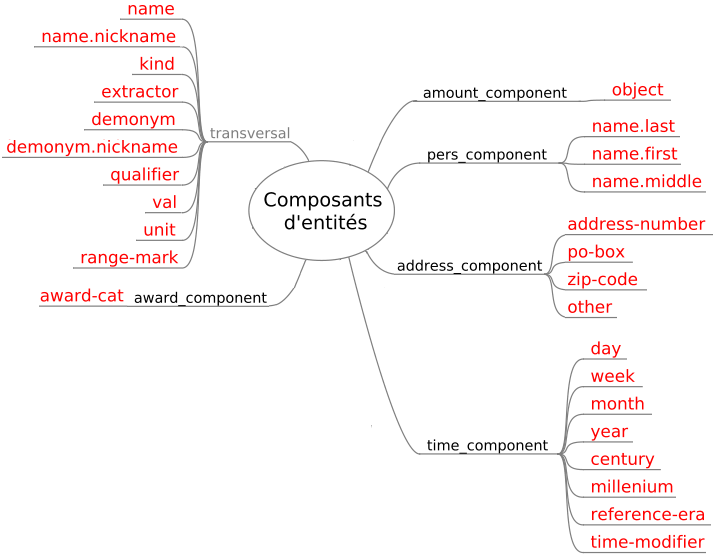 name
name.nickname
kind
extractor
demonym
demonym.nickname
qualifier
val
unit
range-mark
transversal
award-cat
award_component
Composants
d'entités
amount_component
object
pers_component
name.last
name.first
name.middle
address_component
address-number
po-box
zip-code
other
time_component
day
week
month
year
century
millenium
reference-era
time-modifier